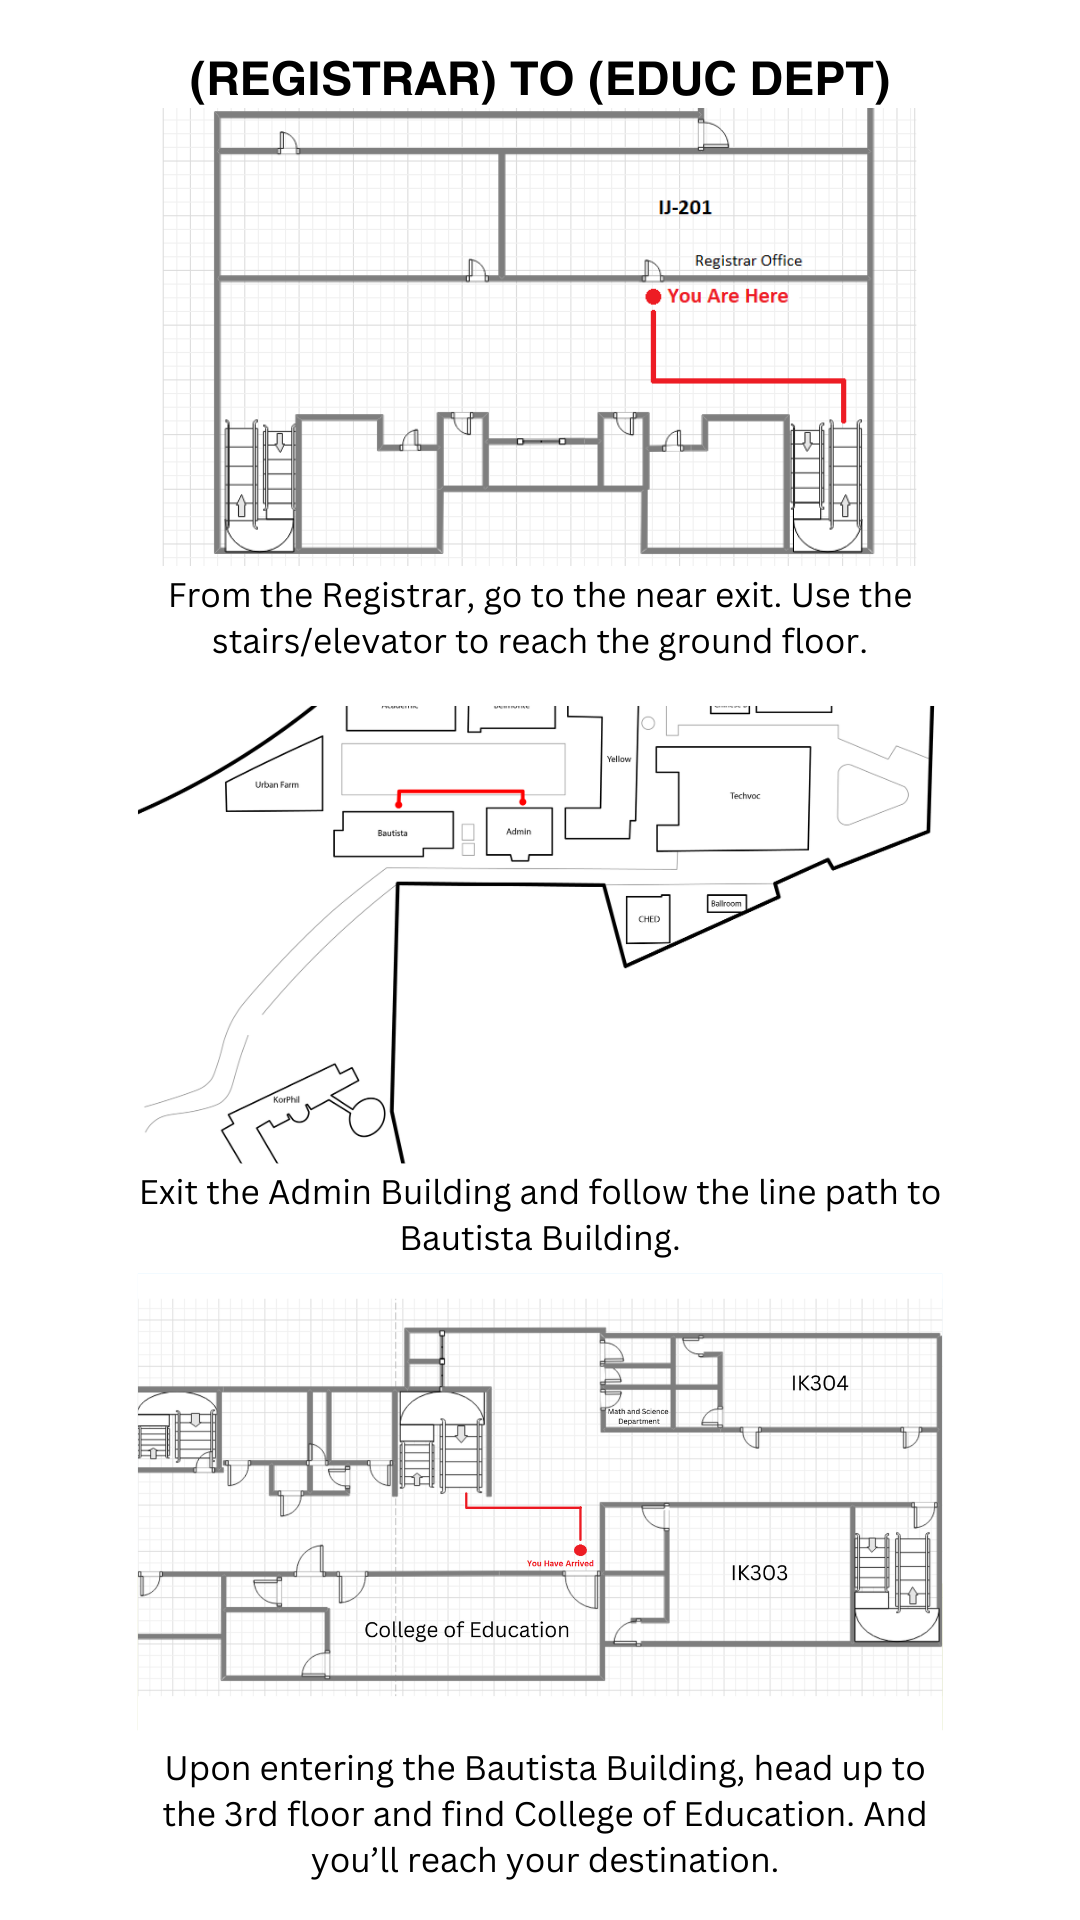 (REGISTRAR) TO (EDUC DEPT)
IJ-201
Registrar Office
You Are Here
From the Registrar, go to the near exit. Use the
stairs/elevator to reach the ground floor.
Academic
Belmonte
Yellow
Urban Farm
Techvoc
Bautista
Admin
CHED
Ballroom
KorPhil
Exit the Admin Building and follow the line path to
Bautista Building.
IK304
Math and Science
Department
You Have Arrived
IK303
College of Education
Upon entering the Bautista Building, head up to
the 3rd floor and find College of Education. And
you’ll reach your destination.